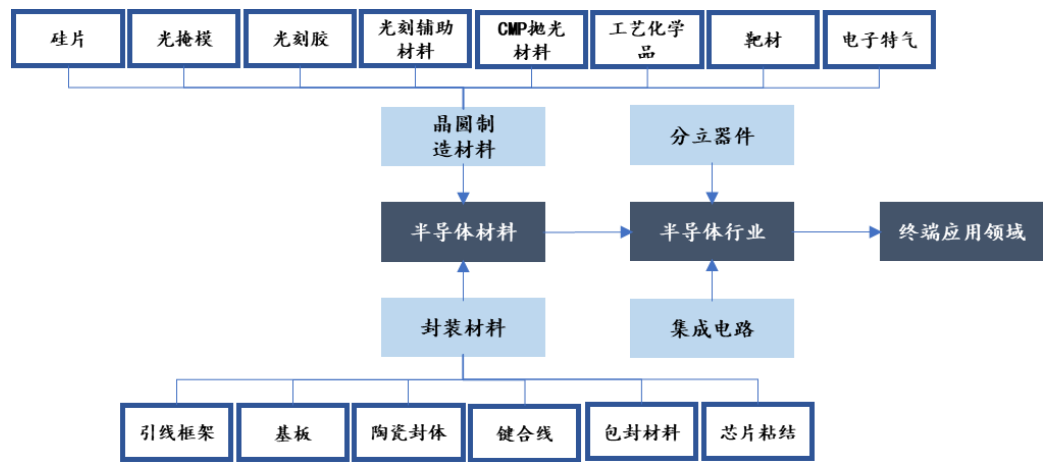 硅片
光掩模
光刻胶
光刻辅助
材料
CMP抛光
材料
工艺化学
品
靶材
电子特气
晶圆制
造材料
分立器件
半导体材料
半导体行业
终端应用领域
封装材料
集成电路
引线框架
基板
陶瓷封体
键合线
包封材料
芯片粘结